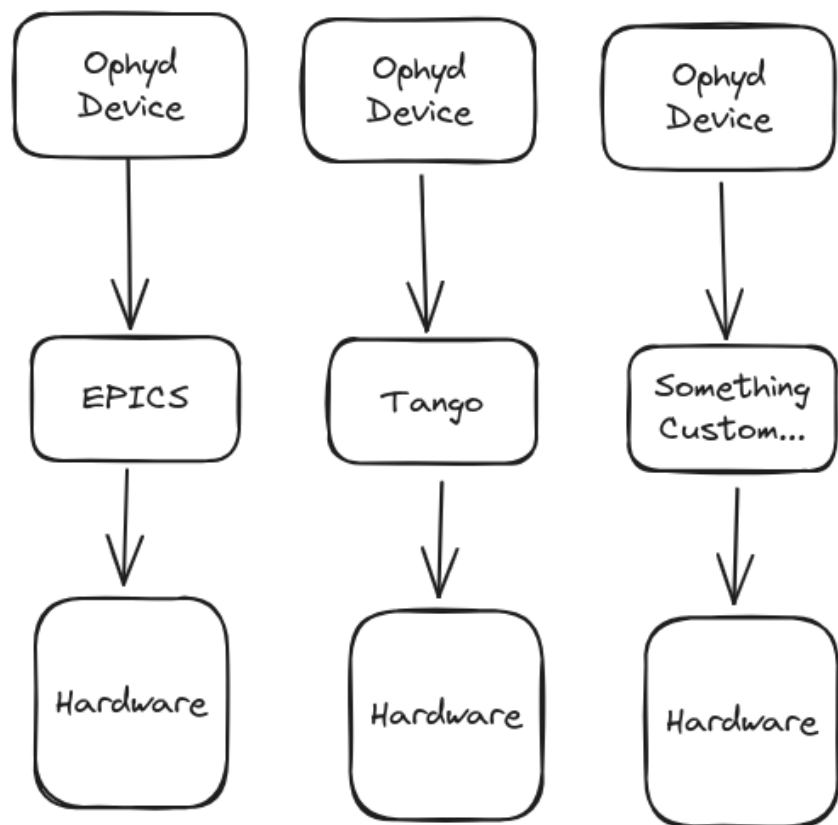 Ophyd
Device
Ophyd
Device
Ophyd
Device
EPICS
Tango
Something
Custom...
Hardware
Hardware
Hardware